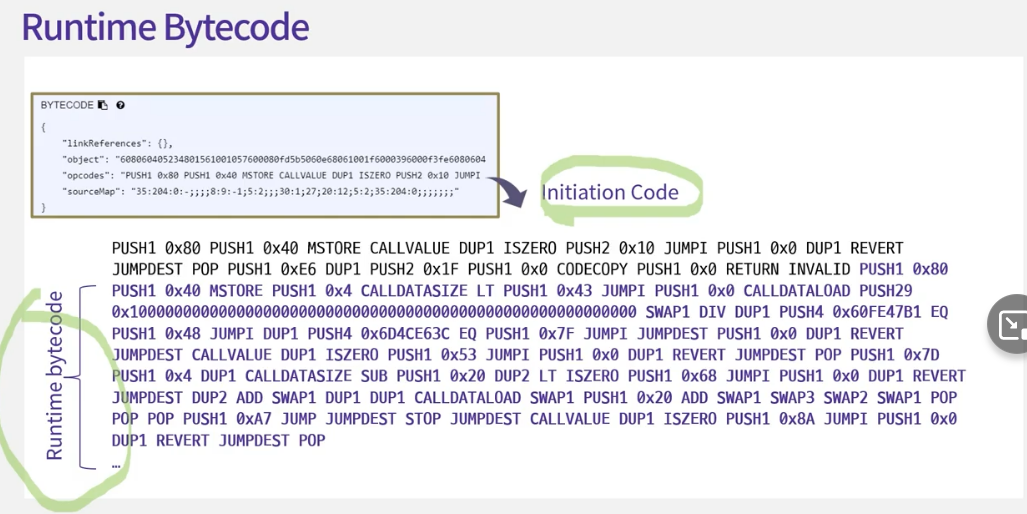 Runtime Bytecode
BYTECODE
{
"linkReferences": {},
"object": "608060405234801561001057600080fd5b5060e68061001f6000396000f3fe6080604
"opcodes": "PUSH1 0x80 PUSH1 0x40 MSTORE CALLVALUE DUP1 ISZERO PUSH2 0x10 JUMPI
"sourceMap": "35:204:0:-;;;;8:9:-1;5:2;;;30:1;27;20:12;5:2;35:204:0;;;;;;;"
}
Initiation Code
PUSH1 0x80 PUSH1 0x40 MSTORE CALLVALUE DUP1 ISZERO PUSH2 0x10 JUMPI PUSH1 0x0 DUP1 REVERT
JUMPDEST POP PUSH1 0xE6 DUP1 PUSH2 0x1F PUSH1 0x0 CODECOPY PUSH1 0x0 RETURN INVALID PUSH1 0x80
Runtime bytecode
PUSH1 0x40 MSTORE PUSH1 0x4 CALLDATASIZE LT PUSH1 0x43 JUMPI PUSH1 0x0 CALLDATALOAD PUSH29
0x100000000000000000000000000000000000000000000000000000000 SWAP1 DIV DUP1 PUSH4 0x60FE47B1 EQ
PUSH1 0x48 JUMPI DUP1 PUSH4 0x6D4CE63C EQ PUSH1 0x7F JUMPI JUMPDEST PUSH1 0x0 DUP1 REVERT
JUMPDEST CALLVALUE DUP1 ISZERO PUSH1 0x53 JUMPI PUSH1 0x0 DUP1 REVERT JUMPDEST POP PUSH1 0x7D
PUSH1 0x4 DUP1 CALLDATASIZE SUB PUSH1 0x20 DUP2 LT ISZERO PUSH1 0x68 JUMPI PUSH1 0x0 DUP1 REVERT
JUMPDEST DUP2 ADD SWAP1 DUP1 DUP1 CALLDATALOAD SWAP1 PUSH1 0x20 ADD SWAP1 SWAP3 SWAP2 SWAP1 POP
POP POP PUSH1 0xA7 JUMP JUMPDEST STOP JUMPDEST CALLVALUE DUP1 ISZERO PUSH1 0x8A JUMPI PUSH1 0x0
DUP1 REVERT JUMPDEST POP
…